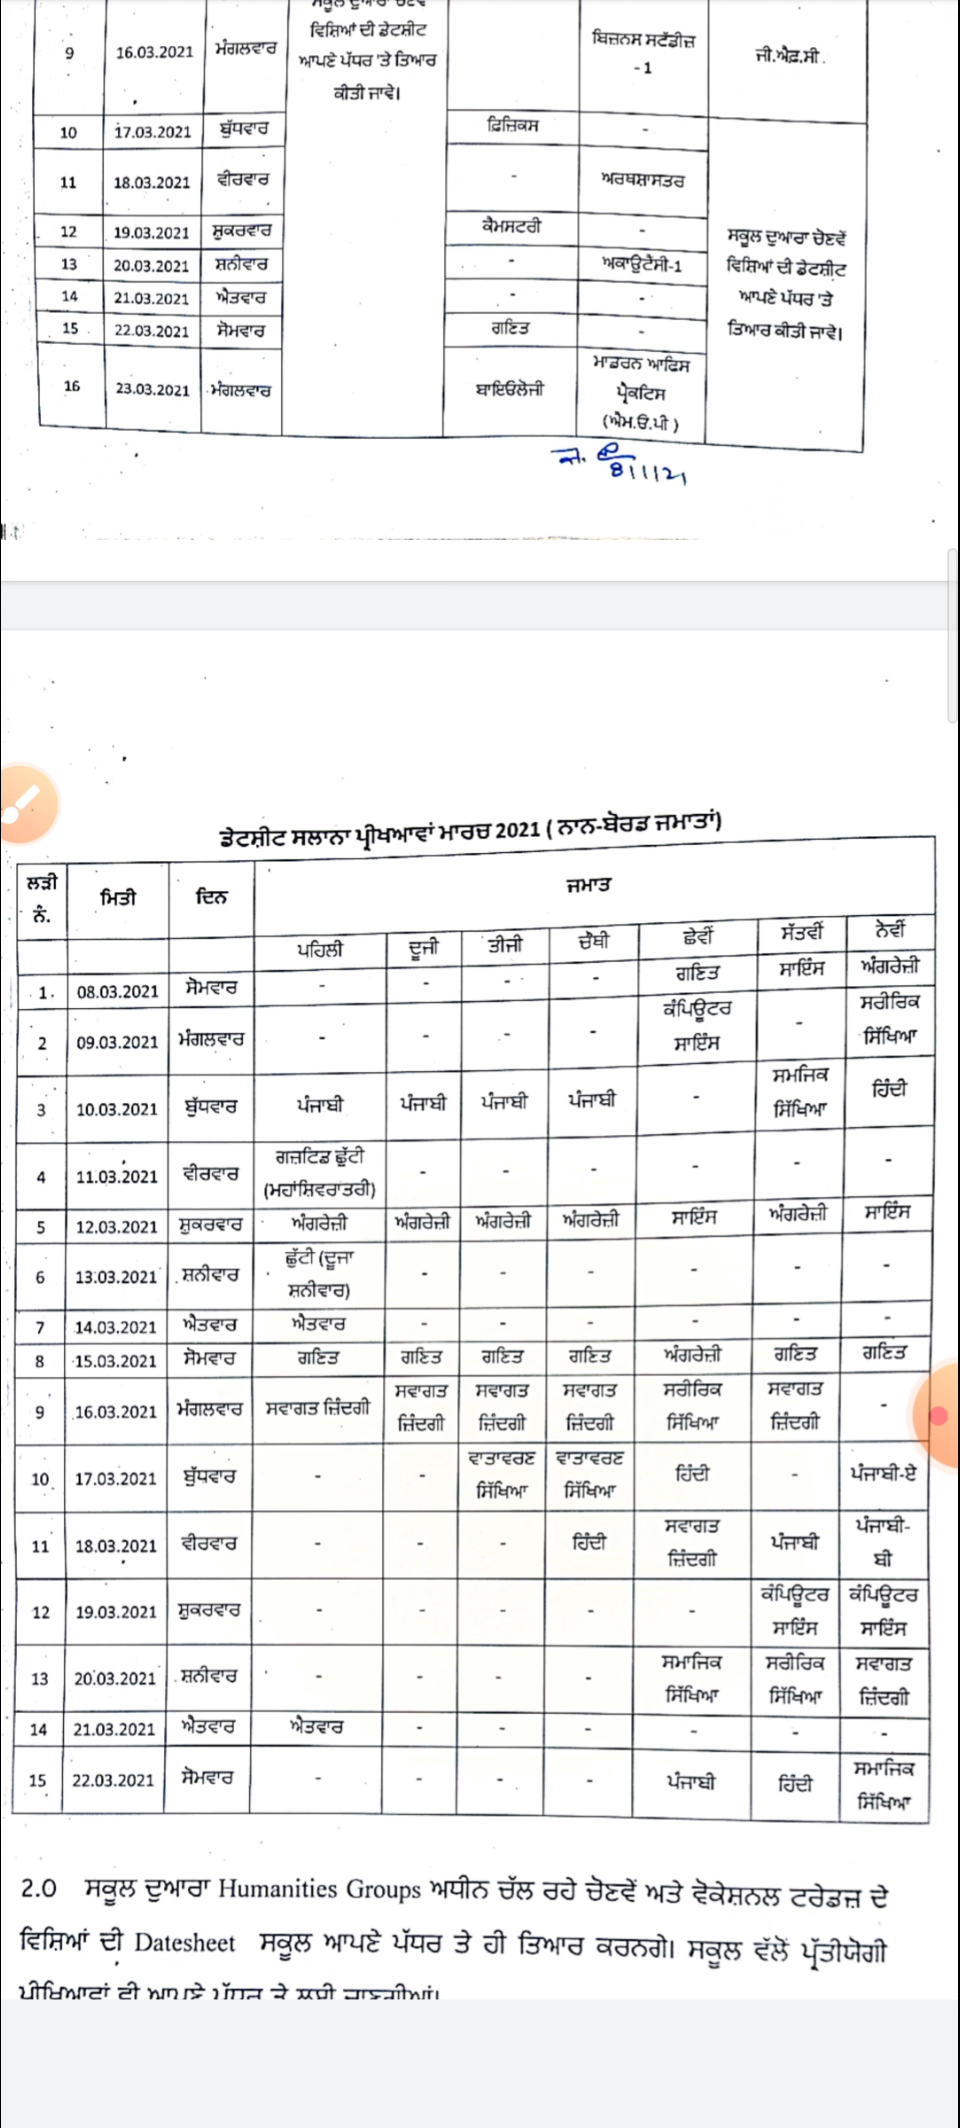 ਵਿਸ਼ਿਆਂ ਦੀ ਡੇਟਸ਼ੀਟ
9 16.03.2021 ਮੰਗਲਵਾਰ ਆਪਣੇ ਪੱਧਰ 'ਤੇ ਤਿਆਰ ਬਿਜ਼ਨਸ ਸਟੱਡੀਜ਼ ਜੀ.ਐਫ਼.ਸੀ.
-1
ਕੀਤੀ ਜਾਵੇ।
10 17.03.2021 ਬੁੱਧਵਾਰ ਫ਼ਿਜ਼ਿਕਸ -
11 18.03.2021 ਵੀਰਵਾਰ - ਅਰਥਸ਼ਾਸਤਰ
12 19.03.2021 ਸ਼ੁਕਰਵਾਰ ਕੈਮਸਟਰੀ - ਸਕੂਲ ਦੁਆਰਾ ਚੋਣਵੇਂ
13 20.03.2021 ਸ਼ਨੀਵਾਰ - ਅਕਾਊਟੈਂਸੀ-1 ਵਿਸ਼ਿਆਂ ਦੀ ਡੇਟਸ਼ੀਟ
14 21.03.2021 ਐਤਵਾਰ - - ਆਪਣੇ ਪੱਧਰ 'ਤੇ
15 22.03.2021 ਸੋਮਵਾਰ ਗਣਿਤ - ਤਿਆਰ ਕੀਤੀ ਜਾਵੇ।
ਮਾਡਰਨ ਆਫਿਸ
16 23.03.2021 ਮੰਗਲਵਾਰ ਬਾਇਓਲੋਜੀ ਪ੍ਰੈਕਟਿਸ
(ਐਮ.ਓ.ਪੀ )
8/1/21
ਡੇਟਸ਼ੀਟ ਸਲਾਨਾ ਪ੍ਰੀਖਆਵਾਂ ਮਾਰਚ 2021 ( ਨਾਨ-ਬੋਰਡ ਜਮਾਤਾਂ)
ਲੜੀ ਨੰ. ਮਿਤੀ ਦਿਨ ਜਮਾਤ
ਪਹਿਲੀ ਦੂਜੀ ਤੀਜੀ ਚੌਥੀ ਛੇਵੀਂ ਸੱਤਵੀਂ ਨੇਵੀਂ
1. 08.03.2021 ਸੋਮਵਾਰ - - - - ਗਣਿਤ ਸਾਇੰਸ ਅੰਗਰੇਜ਼ੀ
2 09.03.2021 ਮੰਗਲਵਾਰ - - - - ਕੰਪਿਊਟਰ ਸਾਇੰਸ - ਸਰੀਰਿਕ ਸਿੱਖਿਆ
3 10.03.2021 ਬੁੱਧਵਾਰ ਪੰਜਾਬੀ ਪੰਜਾਬੀ ਪੰਜਾਬੀ ਪੰਜਾਬੀ - ਸਮਜਿਕ ਸਿੱਖਿਆ ਹਿੰਦੀ
4 11.03.2021 ਵੀਰਵਾਰ ਗਜ਼ਟਿਡ ਛੁੱਟੀ (ਮਹਾਂਸ਼ਿਵਰਾਤਰੀ) - - - - - -
5 12.03.2021 ਸ਼ੁਕਰਵਾਰ ਅੰਗਰੇਜ਼ੀ ਅੰਗਰੇਜ਼ੀ ਅੰਗਰੇਜ਼ੀ ਅੰਗਰੇਜ਼ੀ ਸਾਇੰਸ ਅੰਗਰੇਜ਼ੀ ਸਾਇੰਸ
6 13.03.2021 ਸ਼ਨੀਵਾਰ ਛੁੱਟੀ (ਦੂਜਾ ਸ਼ਨੀਵਾਰ) - - - - - -
7 14.03.2021 ਐਤਵਾਰ ਐਤਵਾਰ - - - - - -
8 15.03.2021 ਸੋਮਵਾਰ ਗਣਿਤ ਗਣਿਤ ਗਣਿਤ ਗਣਿਤ ਅੰਗਰੇਜ਼ੀ ਗਣਿਤ ਗਣਿਤ
9 16.03.2021 ਮੰਗਲਵਾਰ ਸਵਾਗਤ ਜ਼ਿੰਦਗੀ ਸਵਾਗਤ ਜ਼ਿੰਦਗੀ ਸਵਾਗਤ ਜ਼ਿੰਦਗੀ ਸਵਾਗਤ ਜ਼ਿੰਦਗੀ ਸਰੀਰਿਕ ਸਿੱਖਿਆ ਸਵਾਗਤ ਜ਼ਿੰਦਗੀ -
10 17.03.2021 ਬੁੱਧਵਾਰ - - ਵਾਤਾਵਰਣ ਸਿੱਖਿਆ ਵਾਤਾਵਰਣ ਸਿੱਖਿਆ ਹਿੰਦੀ - ਪੰਜਾਬੀ-ਏ
11 18.03.2021 ਵੀਰਵਾਰ - - - ਹਿੰਦੀ ਸਵਾਗਤ ਜ਼ਿੰਦਗੀ ਪੰਜਾਬੀ ਪੰਜਾਬੀ-ਬੀ
12 19.03.2021 ਸ਼ੁਕਰਵਾਰ - - - - - ਕੰਪਿਊਟਰ ਸਾਇੰਸ ਕੰਪਿਊਟਰ ਸਾਇੰਸ
13 20.03.2021 ਸ਼ਨੀਵਾਰ - - - - ਸਮਾਜਿਕ ਸਿੱਖਿਆ ਸਰੀਰਿਕ ਸਿੱਖਿਆ ਸਵਾਗਤ ਜ਼ਿੰਦਗੀ
14 21.03.2021 ਐਤਵਾਰ ਐਤਵਾਰ - - - - - -
15 22.03.2021 ਸੋਮਵਾਰ - - - - ਪੰਜਾਬੀ ਹਿੰਦੀ ਸਮਾਜਿਕ ਸਿੱਖਿਆ
2.0 ਸਕੂਲ ਦੁਆਰਾ Humanities Groups ਅਧੀਨ ਚੱਲ ਰਹੇ ਚੋਣਵੇਂ ਅਤੇ ਵੋਕੇਸ਼ਨਲ ਟਰੇਡਜ਼ ਦੇ
ਵਿਸ਼ਿਆਂ ਦੀ Datesheet ਸਕੂਲ ਆਪਣੇ ਪੱਧਰ ਤੇ ਹੀ ਤਿਆਰ ਕਰਨਗੇ। ਸਕੂਲ ਵੱਲੋਂ ਪ੍ਰੱਤੀਯੋਗੀ